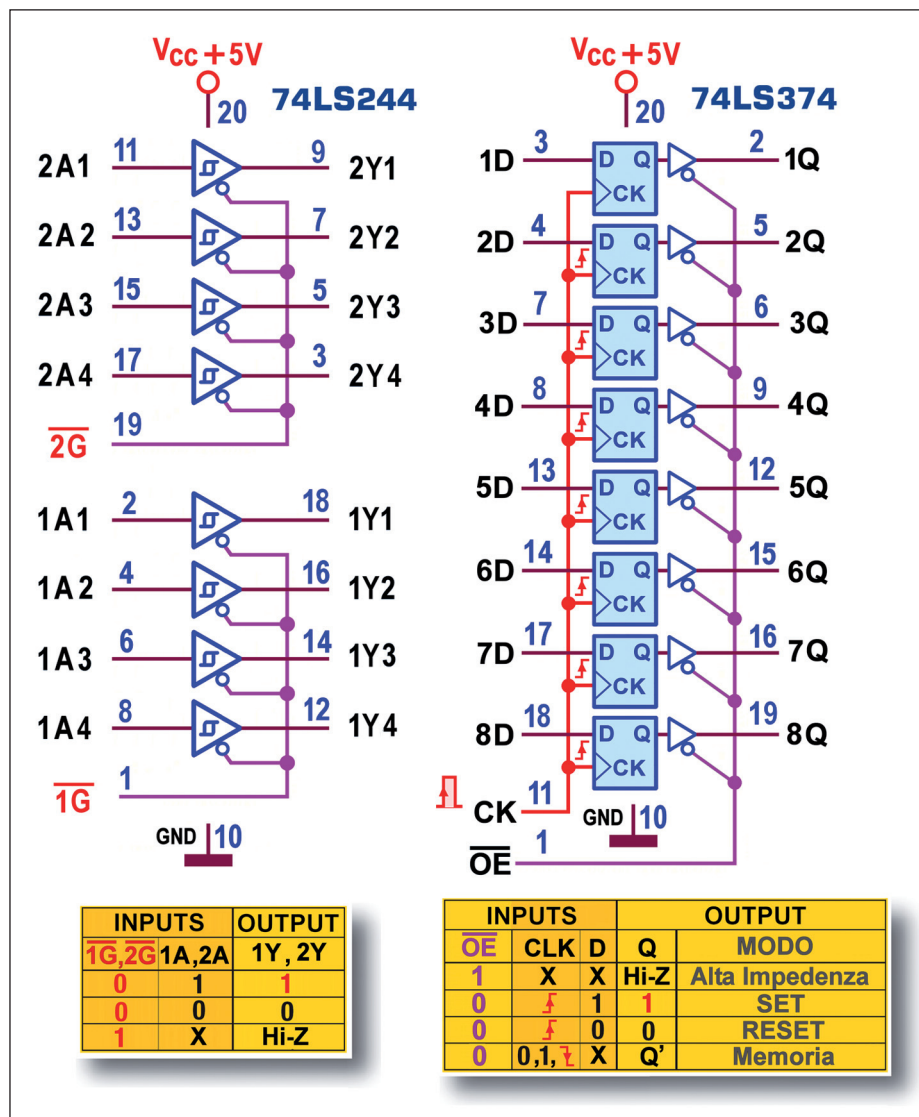 Vcc +5V
74LS244
20
2A1 11 9 2Y1
2A2 13 7 2Y2
2A3 15 5 2Y3
2A4 17 3 2Y4
2G 19
1A1 2 18 1Y1
1A2 4 16 1Y2
1A3 6 14 1Y3
1A4 8 12 1Y4
1G 1
GND 10
INPUTS OUTPUT
1G,2G 1A,2A 1Y, 2Y
0 1 1
0 0 0
1 X Hi-Z
Vcc +5V
74LS374
20
1D 3 D Q CK 2 1Q
2D 4 D Q CK 5 2Q
3D 7 D Q CK 6 3Q
4D 8 D Q CK 9 4Q
5D 13 D Q CK 12 5Q
6D 14 D Q CK 15 6Q
7D 17 D Q CK 16 7Q
8D 18 D Q CK 19 8Q
CK 11
GND 10
OE 1
INPUTS OUTPUT
OE CLK D Q MODO
1 X X Hi-Z Alta Impedenza
0 1 1 SET
0 0 0 RESET
0 0,1, X Q' Memoria